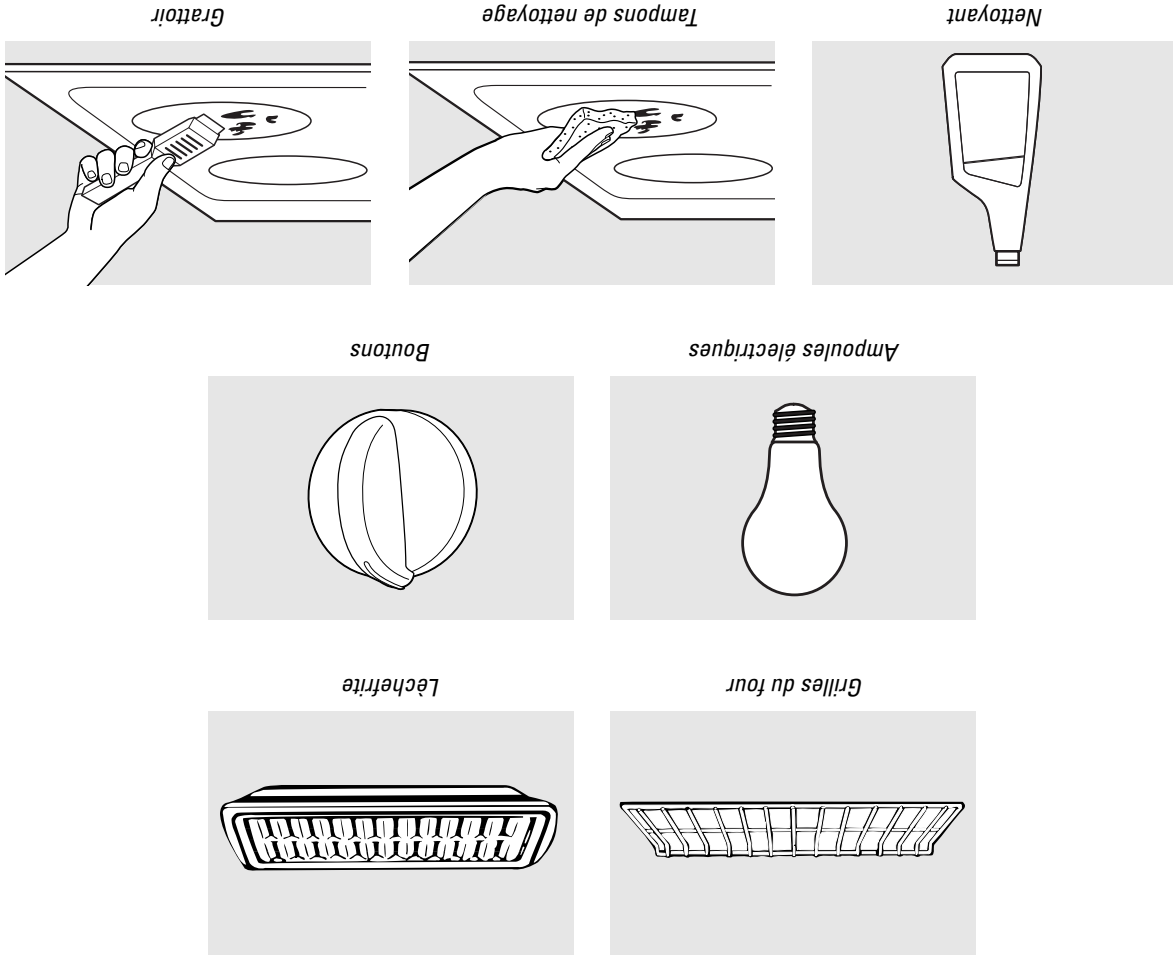 Grilles du four
Lèchefrite
Ampoules électriques
Boutons
Nettoyant
Tampons de nettoyage
Grattoir